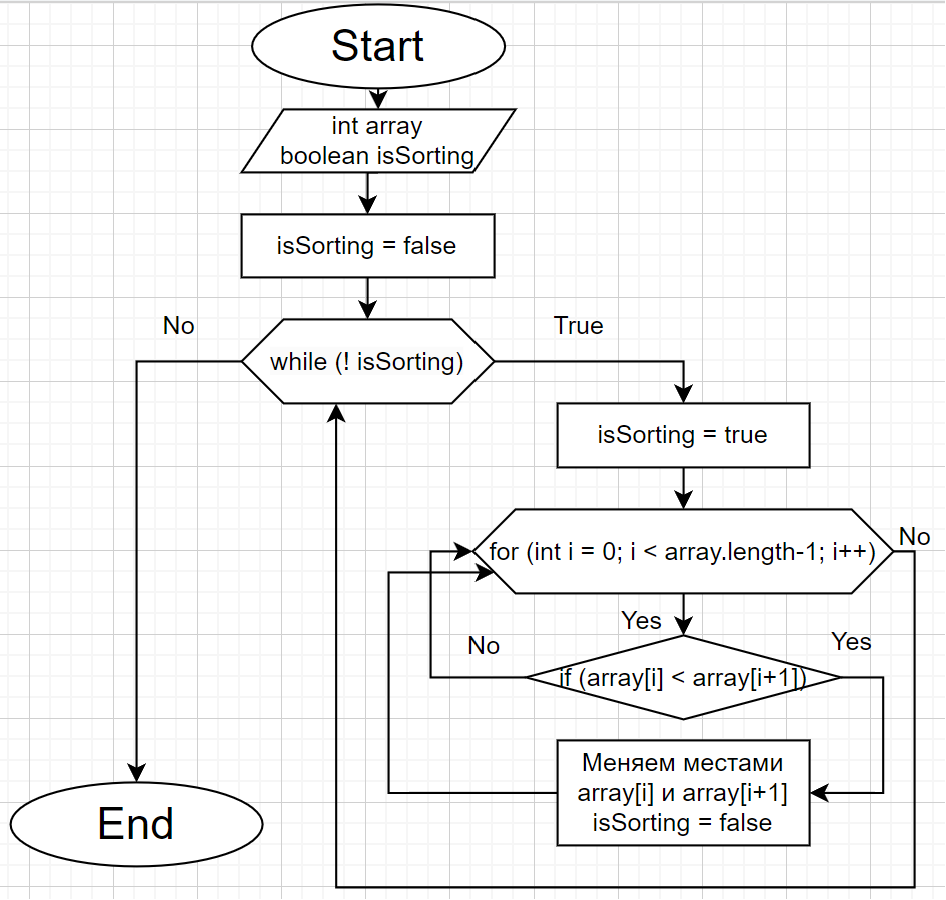 Start
int array
boolean isSorting
isSorting = false
No
True
while (! isSorting)
isSorting = true
No
for (int i = 0; i < array.length-1; i++)
Yes
No
Yes
if (array[i] < array[i+1])
Меняем местами
array[i] и array[i+1]
isSorting = false
End